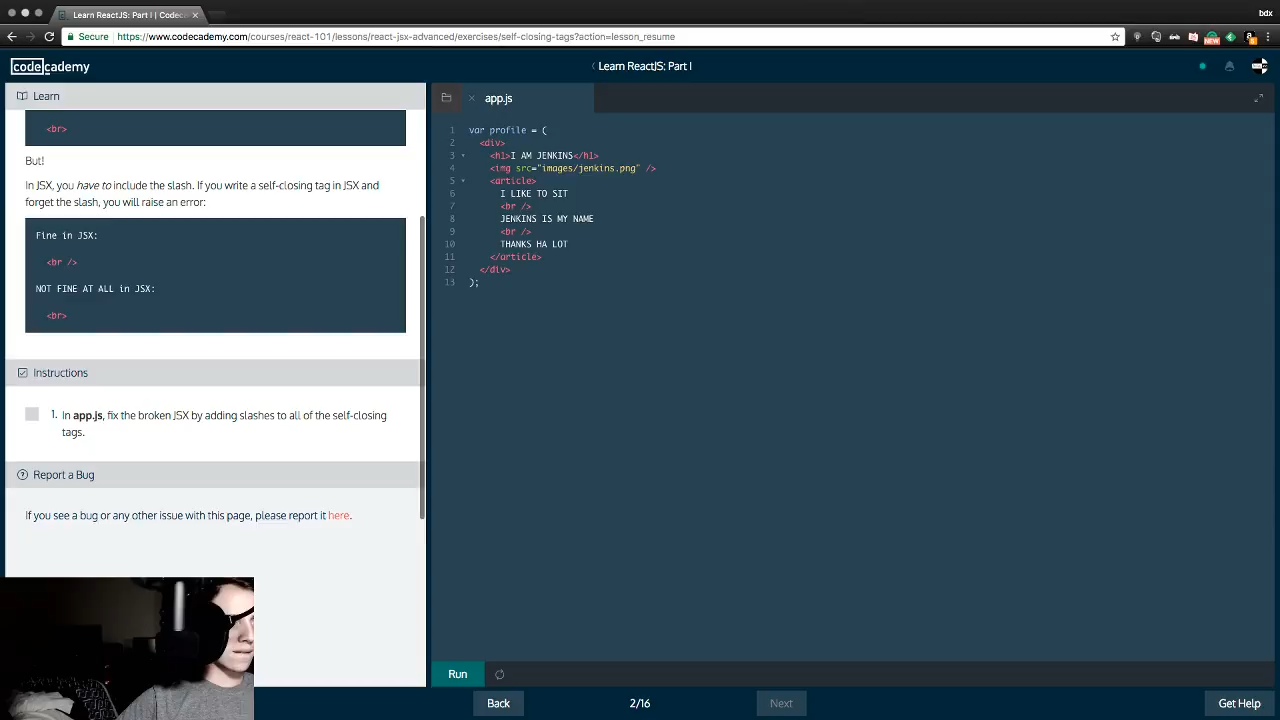 Learn ReactJS: Part I | Codec
bdx
Secure
https://www.codecademy.com/courses/react-101/lessons/react-jsx-advanced/exercises/self-closing-tags?action=lesson_resume
NEW
codecademy
Learn ReactJS: Part I
Learn
<br>
But!
In JSX, you have to include the slash. If you write a self-closing tag in JSX and
forget the slash, you will raise an error:
Fine in JSX:
<br />
NOT FINE AT ALL in JSX:
<br>
Instructions
1. In app.js, fix the broken JSX by adding slashes to all of the self-closing
tags.
Report a Bug
If you see a bug or any other issue with this page, please report it here.
app.js
1 var profile = (
2 <div>
3 <h1>I AM JENKINS</h1>
4 <img src="images/jenkins.png" />
5 <article>
6 I LIKE TO SIT
7 <br />
8 JENKINS IS MY NAME
9 <br />
10 THANKS HA LOT
11 </article>
12 </div>
13 );
Run
Back
2/16
Next
Get Help